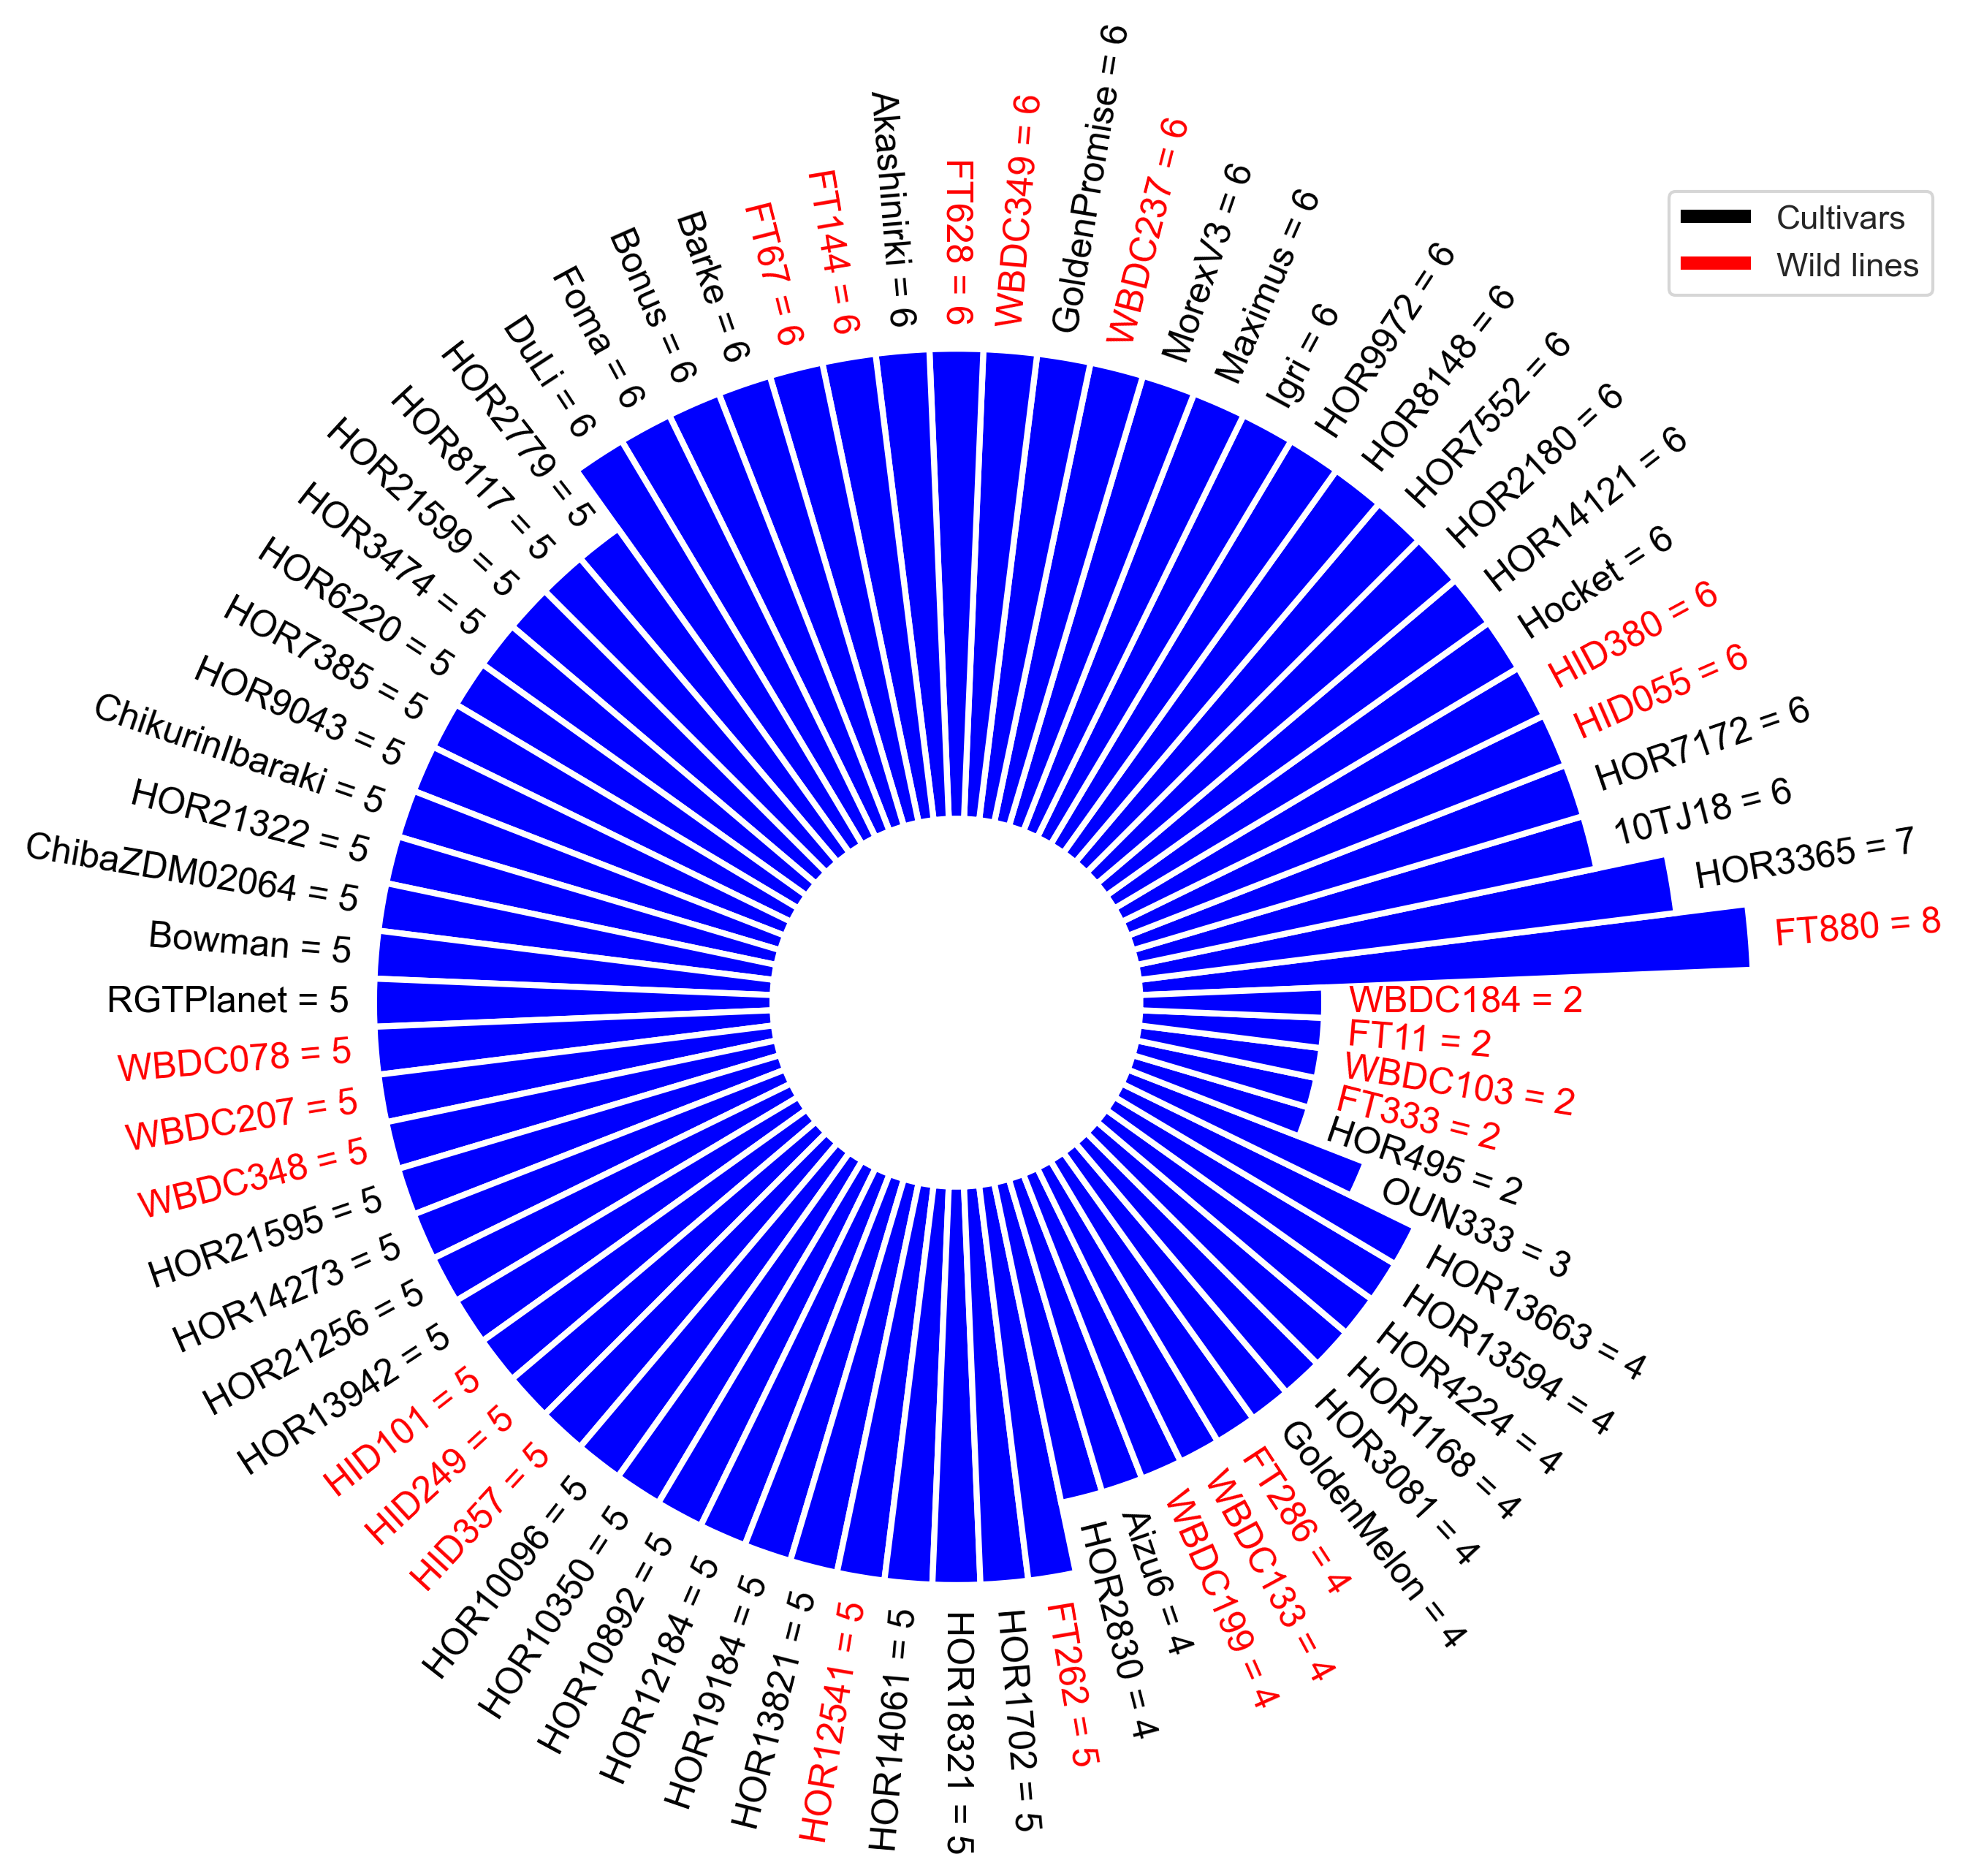 Cultivars
Wild lines
FT880 = 8
HOR3365 = 7
10TJ18 = 6
HOR7172 = 6
HID055 = 6
HID380 = 6
Hocket = 6
HOR14121 = 6
HOR2180 = 6
HOR7552 = 6
HOR8148 = 6
HOR9972 = 6
Igri = 6
Maximus = 6
MorexV3 = 6
WBDC237 = 6
GoldenPromise = 6
WBDC349 = 6
FT628 = 6
Akashinirki = 6
FT144 = 6
FT67 = 6
Barke = 6
Bonus = 6
Foma = 6
DuLi = 6
HOR2779 = 5
HOR8117 = 5
HOR21599 = 5
HOR3474 = 5
HOR6220 = 5
HOR7385 = 5
HOR9043 = 5
ChikurinIbaraki = 5
HOR21322 = 5
ChibaZDM02064 = 5
Bowman = 5
RGTPlanet = 5
WBDC078 = 5
WBDC207 = 5
WBDC348 = 5
HOR21595 = 5
HOR14273 = 5
HOR21256 = 5
HOR13942 = 5
HID101 = 5
HID249 = 5
HID357 = 5
HOR10096 = 5
HOR10350 = 5
HOR10892 = 5
HOR12184 = 5
HOR19184 = 5
HOR13821 = 5
HOR12541 = 5
HOR14061 = 5
HOR18321 = 5
HOR1702 = 5
FT262 = 5
HOR2830 = 4
Aizu6 = 4
WBDC199 = 4
WBDC133 = 4
FT286 = 4
GoldenMelon = 4
HOR3081 = 4
HOR1168 = 4
HOR4224 = 4
HOR13594 = 4
HOR13663 = 4
OUN333 = 3
HOR495 = 2
FT333 = 2
WBDC103 = 2
FT11 = 2
WBDC184 = 2